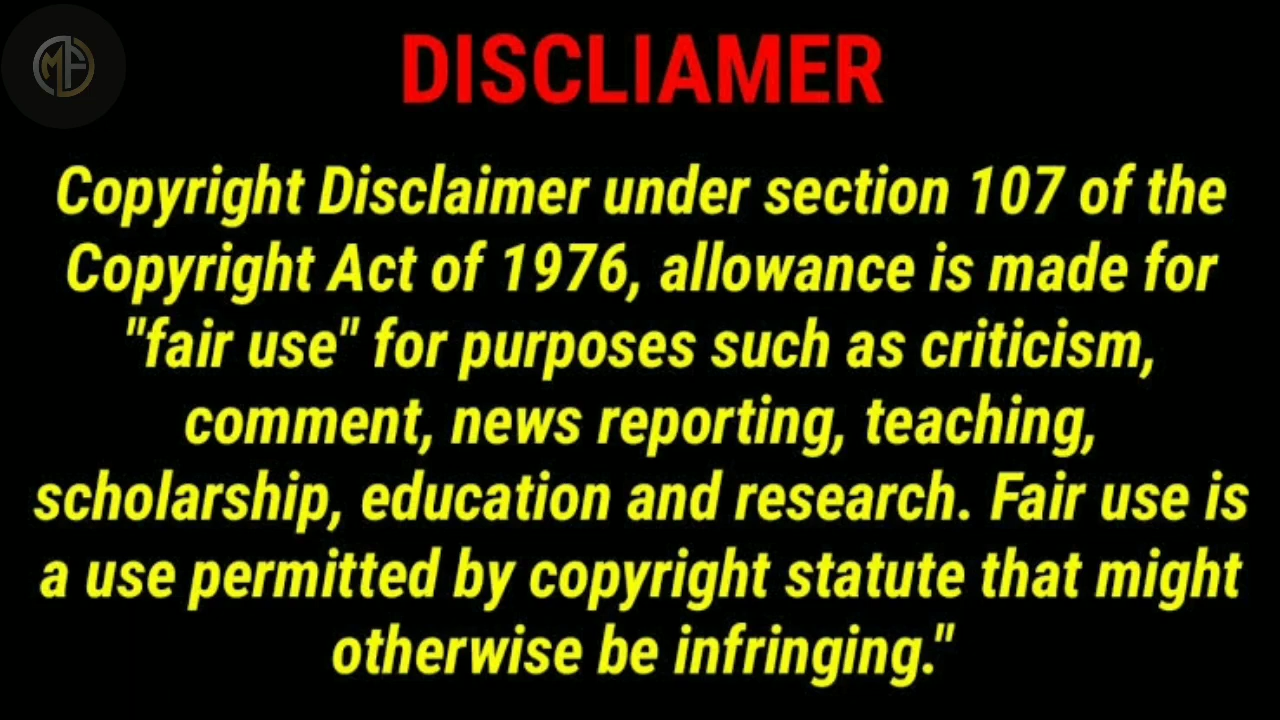 MF
DISCLIAMER
Copyright Disclaimer under section 107 of the
Copyright Act of 1976, allowance is made for
"fair use" for purposes such as criticism,
comment, news reporting, teaching,
scholarship, education and research. Fair use is
a use permitted by copyright statute that might
otherwise be infringing."